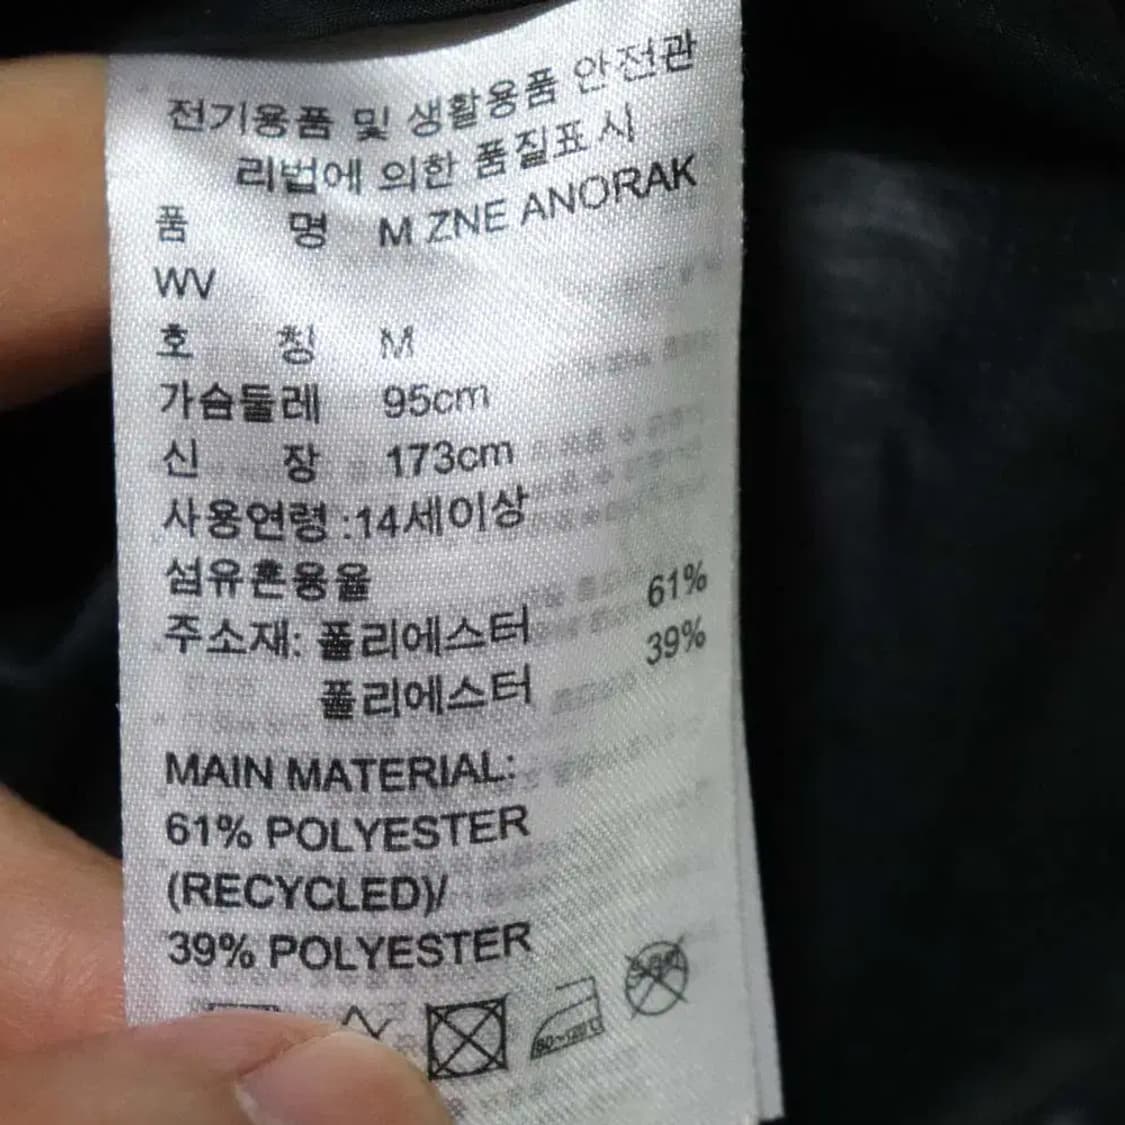 전기용품 및 생활용품 안전관
리법에 의한 품질표시
품 명 M ZNE ANORAK
WV
호 칭 M
가슴둘레 95cm
신 장 173cm
사용연령 :14세이상
섬유혼용율
주소재: 폴리에스터 61%
폴리에스터 39%
MAIN MATERIAL:
61% POLYESTER
(RECYCLED)/
39% POLYESTER